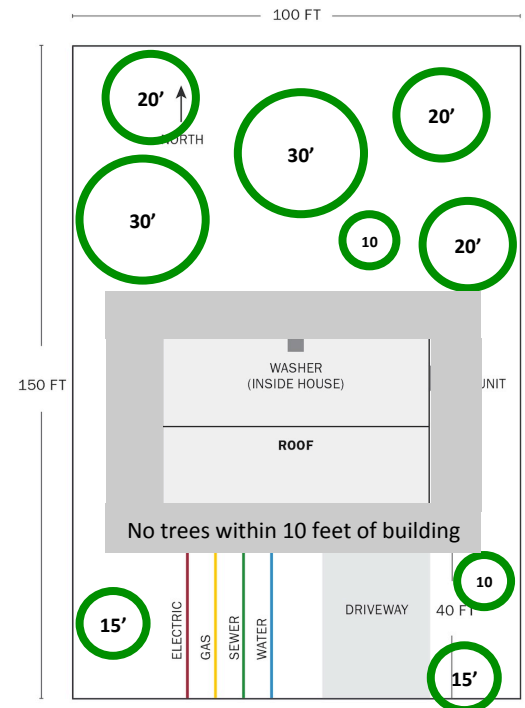 100 FT
20’
NORTH
20’
30’
30’
10
20’
150 FT
WASHER
(INSIDE HOUSE)
UNIT
ROOF
No trees within 10 feet of building
ELECTRIC
GAS
SEWER
WATER
DRIVEWAY
40 FT
10
15’
15’